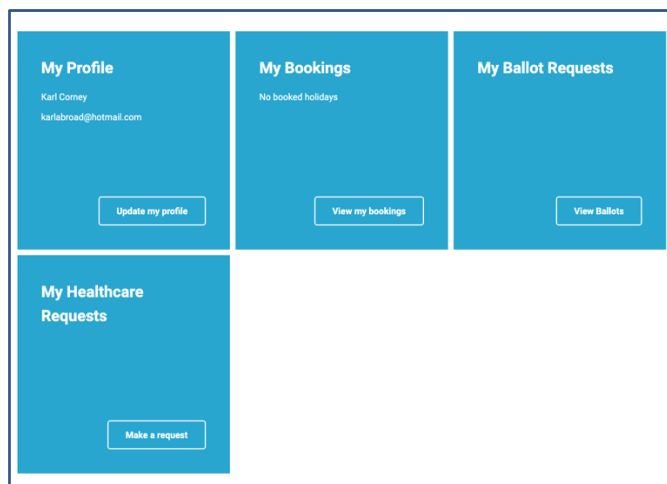 My Profile
Karl Corney
karlabroad@hotmail.com
Update my profile
My Bookings
No booked holidays
View my bookings
My Ballot Requests
View Ballots
My Healthcare
Requests
Make a request